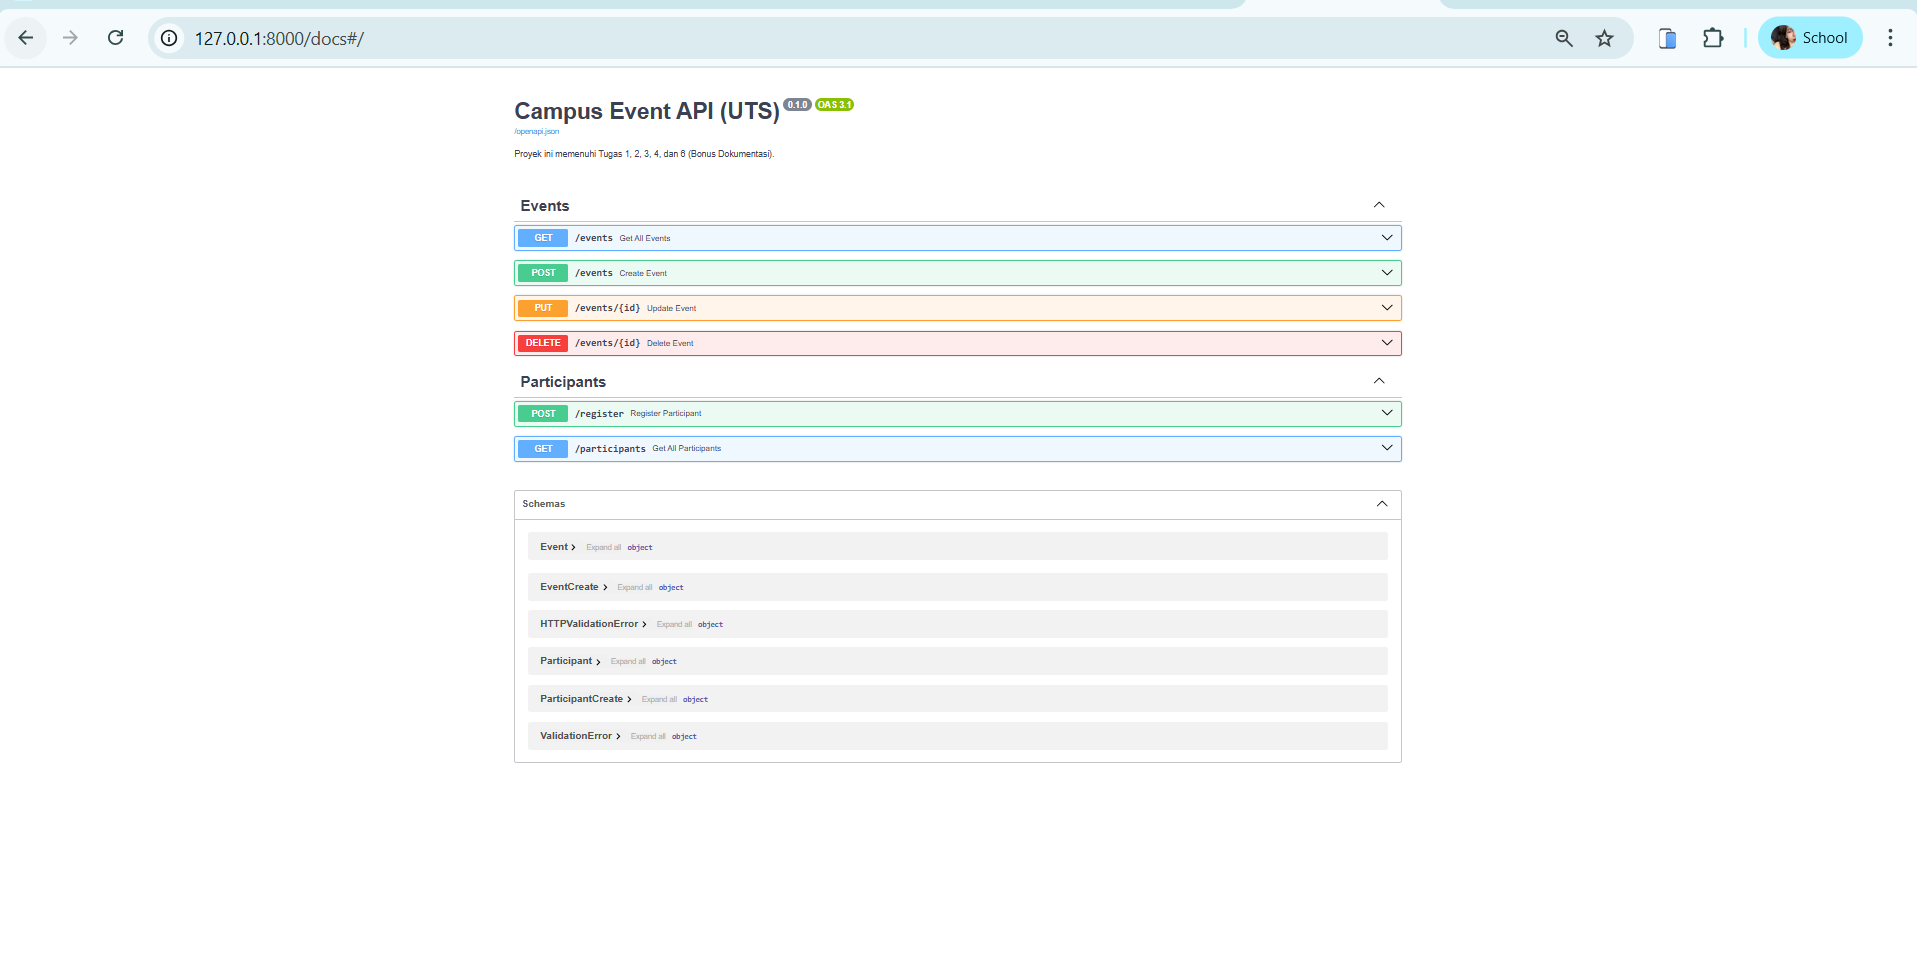 127.0.0.1:8000/docs#/
School
Campus Event API (UTS) 0.1.0 OAS 3.1
/openapi.json
Proyek ini memenuhi Tugas 1, 2, 3, 4, dan 6 (Bonus Dokumentasi).
Events
GET /events Get All Events
POST /events Create Event
PUT /events/{id} Update Event
DELETE /events/{id} Delete Event
Participants
POST /register Register Participant
GET /participants Get All Participants
Schemas
Event Expand all object
EventCreate Expand all object
HTTPValidationError Expand all object
Participant Expand all object
ParticipantCreate Expand all object
ValidationError Expand all object